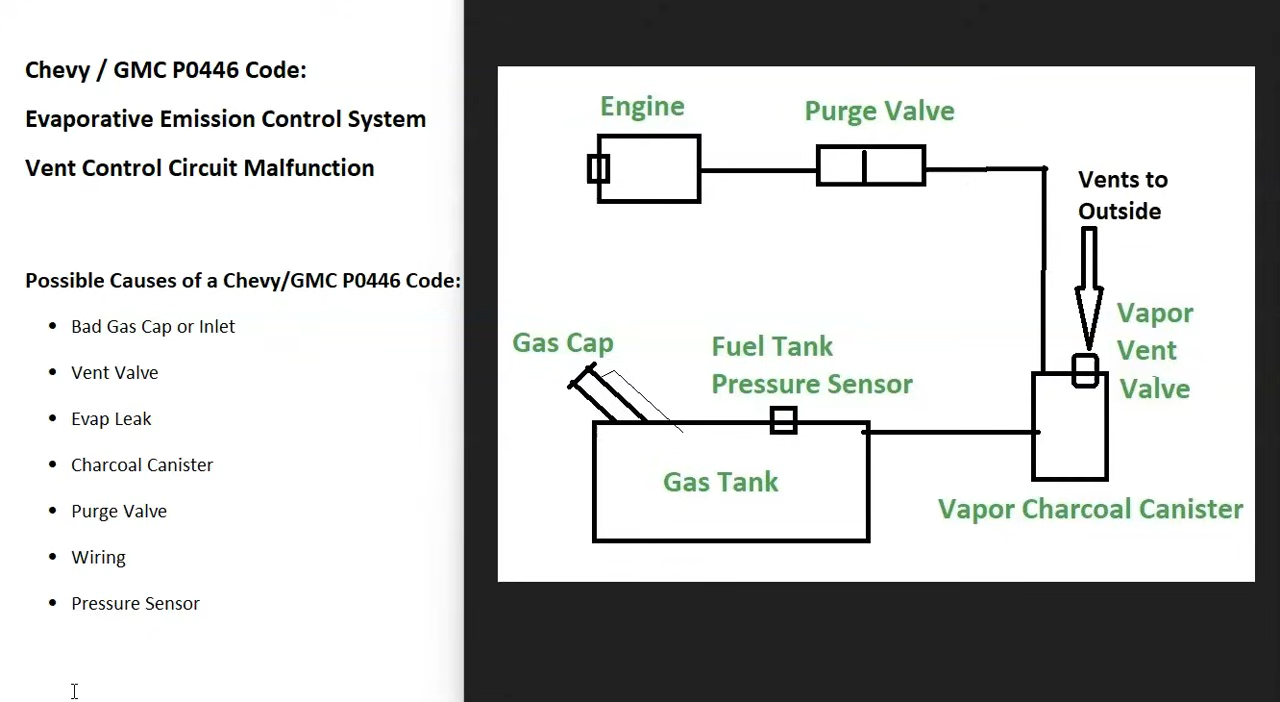 Chevy / GMC P0446 Code:
Evaporative Emission Control System
Vent Control Circuit Malfunction
Possible Causes of a Chevy/GMC P0446 Code:
Bad Gas Cap or Inlet
Vent Valve
Evap Leak
Charcoal Canister
Purge Valve
Wiring
Pressure Sensor
Engine
Purge Valve
Vents to
Outside
Vapor
Vent
Valve
Gas Cap
Fuel Tank
Pressure Sensor
Gas Tank
Vapor Charcoal Canister